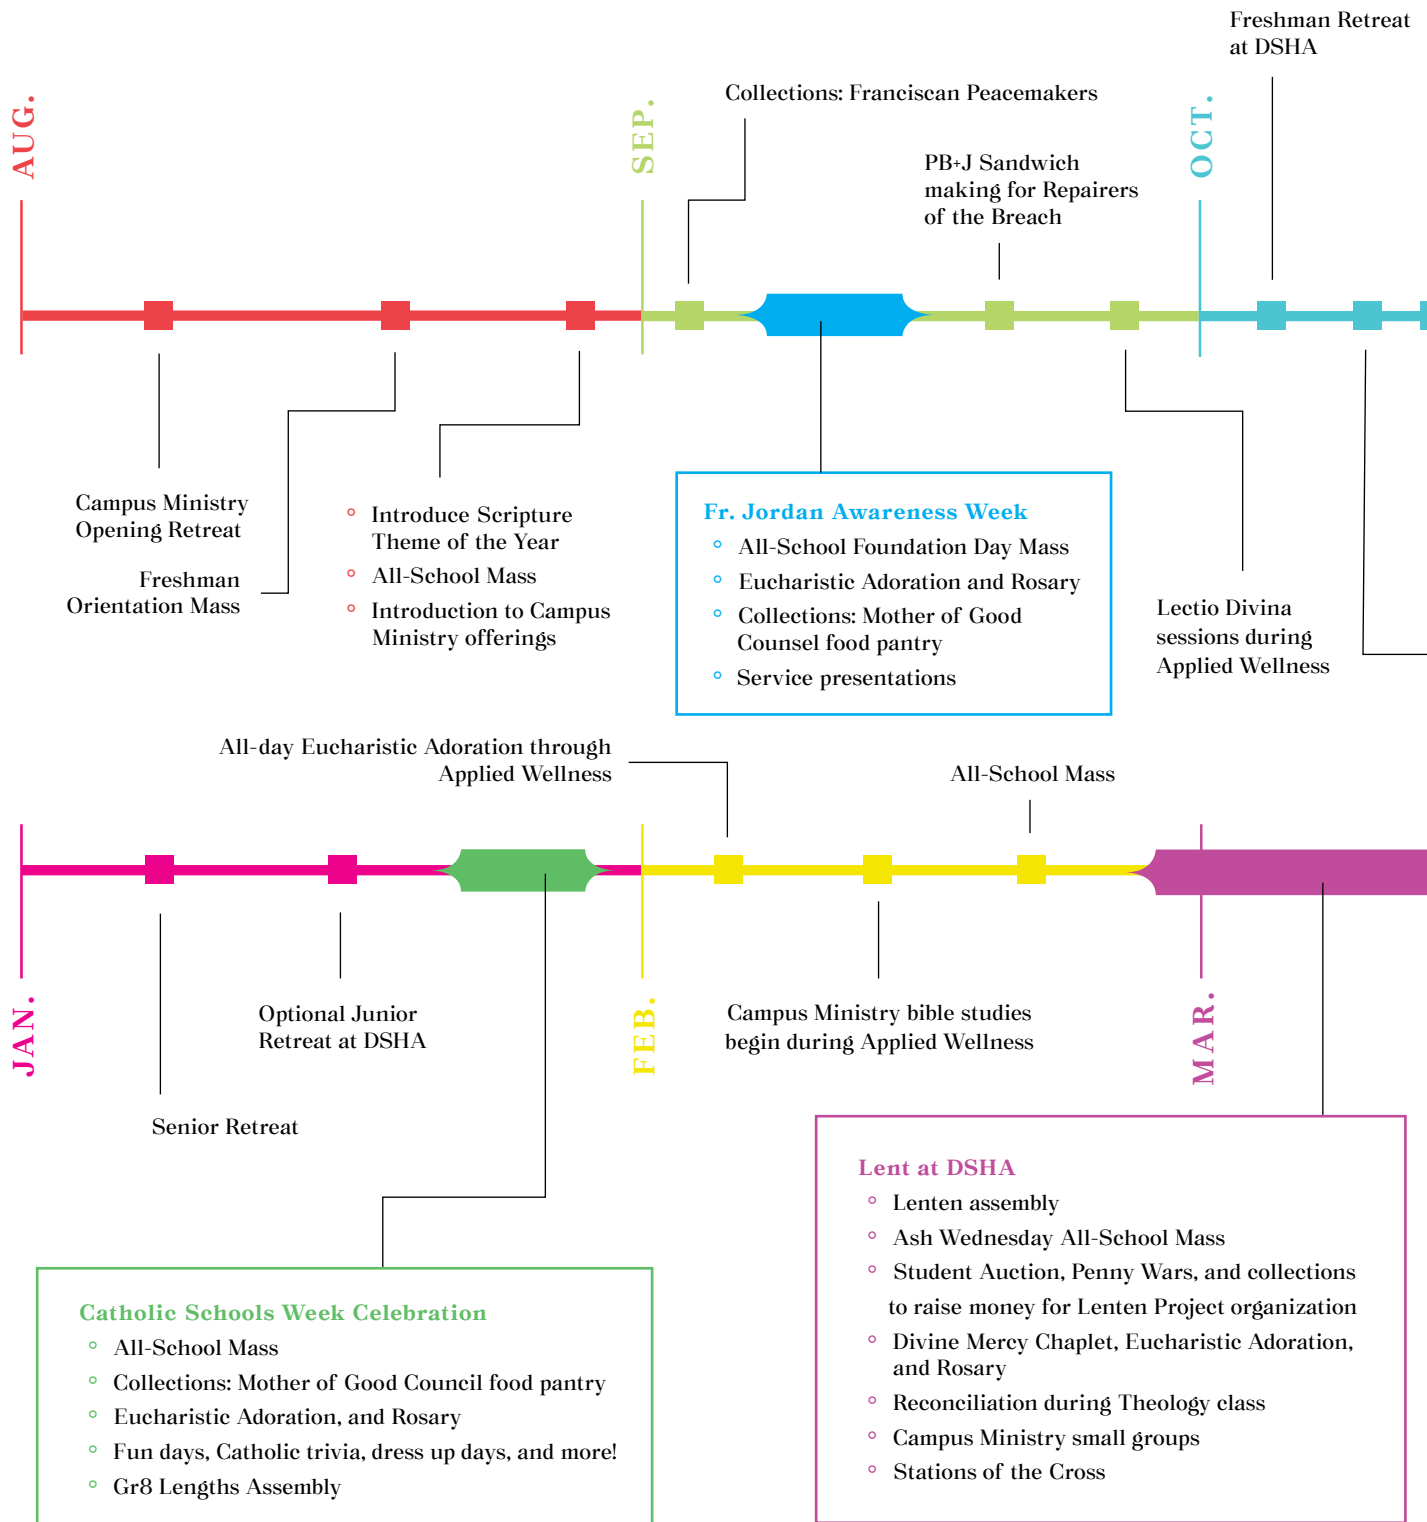 Freshman Retreat
at DSHA
AUG.
SEP.
OCT.
Collections: Franciscan Peacemakers
PB+J Sandwich
making for Repairers
of the Breach
Campus Ministry
Opening Retreat
Freshman
Orientation Mass
Introduce Scripture
Theme of the Year
All-School Mass
Introduction to Campus
Ministry offerings
Fr. Jordan Awareness Week
All-School Foundation Day Mass
Eucharistic Adoration and Rosary
Collections: Mother of Good
Counsel food pantry
Service presentations
Lectio Divina
sessions during
Applied Wellness
All-day Eucharistic Adoration through
Applied Wellness
All-School Mass
JAN.
FEB.
MAR.
Optional Junior
Retreat at DSHA
Campus Ministry bible studies
begin during Applied Wellness
Senior Retreat
Catholic Schools Week Celebration
All-School Mass
Collections: Mother of Good Council food pantry
Eucharistic Adoration, and Rosary
Fun days, Catholic trivia, dress up days, and more!
Gr8 Lengths Assembly
Lent at DSHA
Lenten assembly
Ash Wednesday All-School Mass
Student Auction, Penny Wars, and collections
to raise money for Lenten Project organization
Divine Mercy Chaplet, Eucharistic Adoration,
and Rosary
Reconciliation during Theology class
Campus Ministry small groups
Stations of the Cross